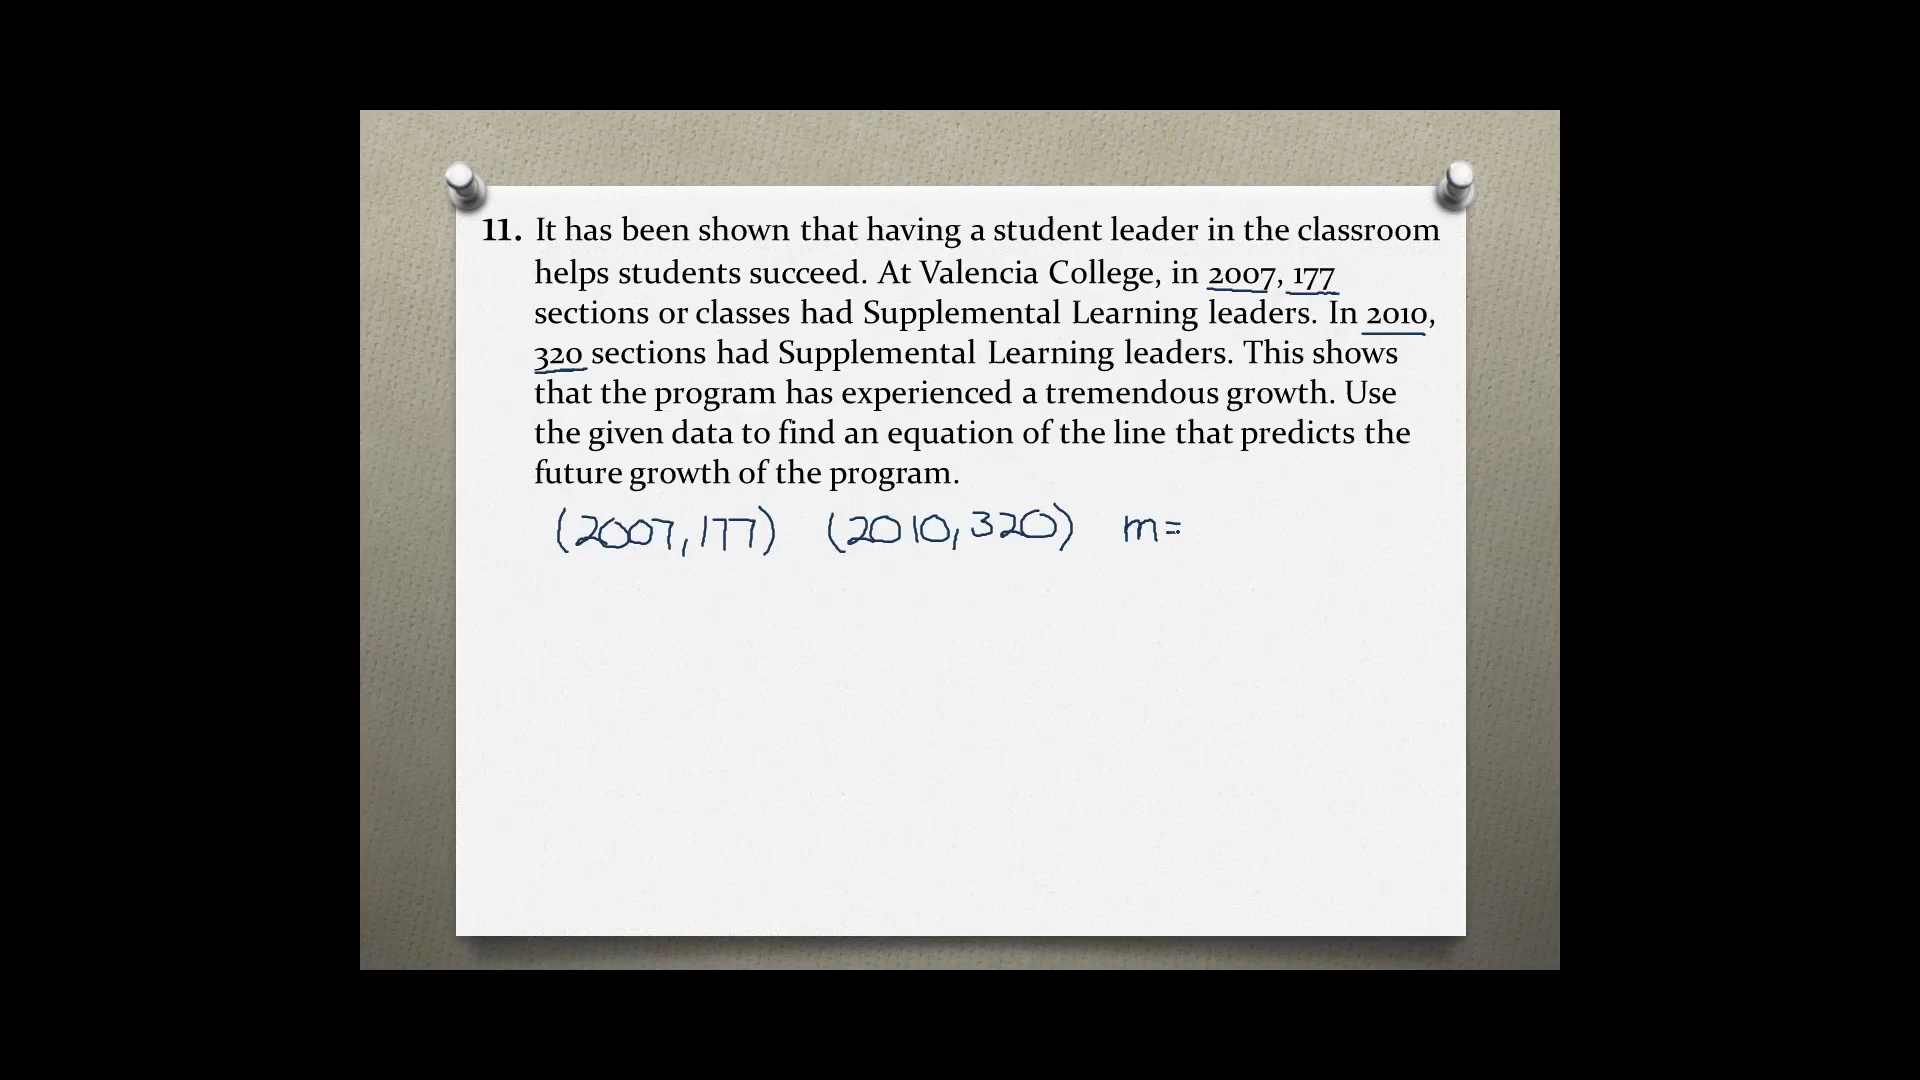 11. It has been shown that having a student leader in the classroom
helps students succeed. At Valencia College, in 2007, 177
sections or classes had Supplemental Learning leaders. In 2010,
320 sections had Supplemental Learning leaders. This shows
that the program has experienced a tremendous growth. Use
the given data to find an equation of the line that predicts the
future growth of the program.
(2007, 177) (2010, 320) m=